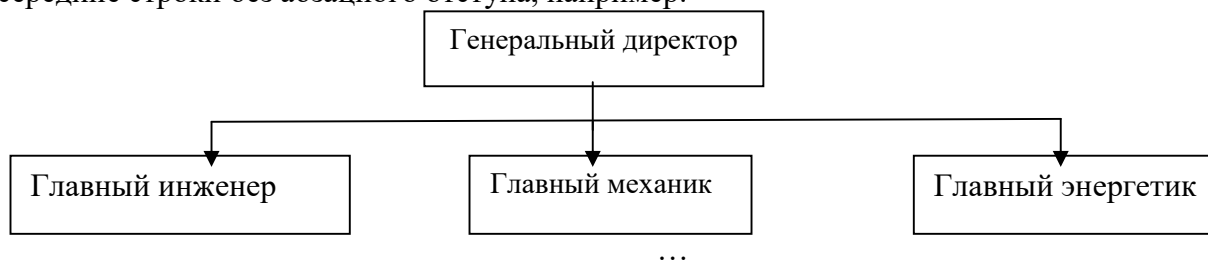 середине строки без абзацного отступа, например:
Генеральный директор
Главный инженер
Главный механик
Главный энергетик
…